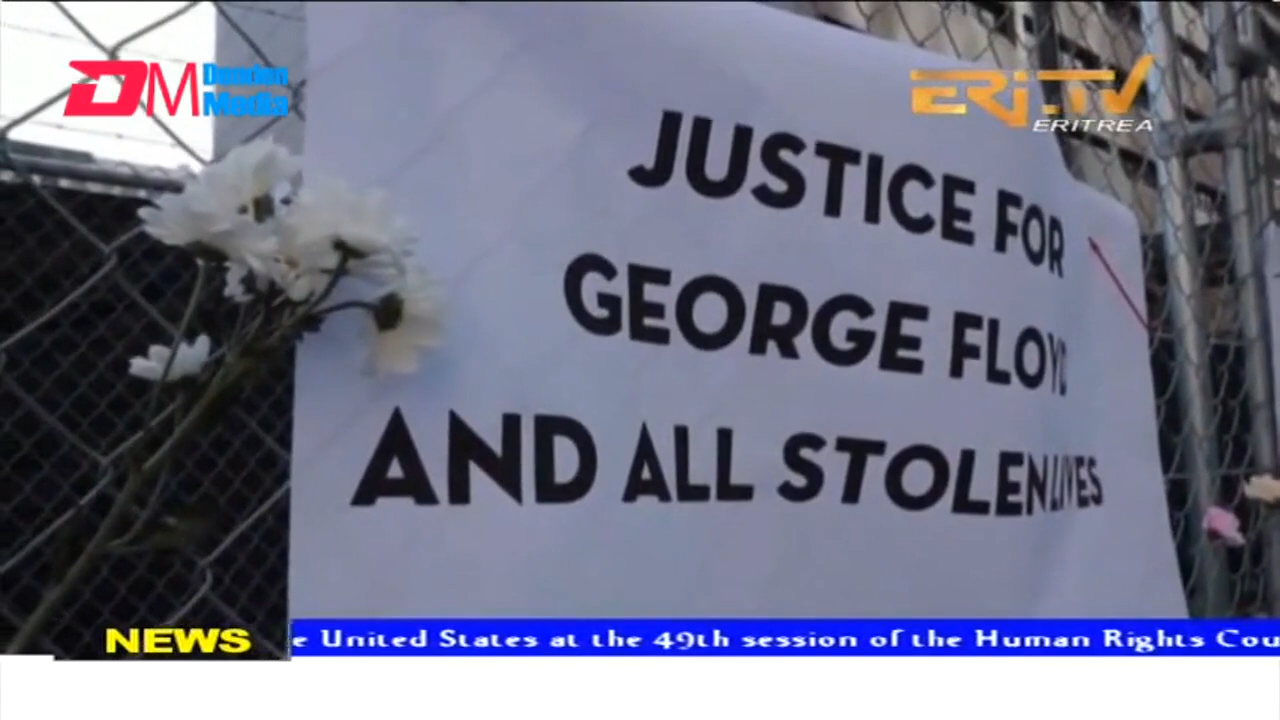 DM Denden
Media
ERi-TV
ERITREA
JUSTICE FOR
GEORGE FLOYD
AND ALL STOLEN LIVES
NEWS
e United States at the 49th session of the Human Rights Cou